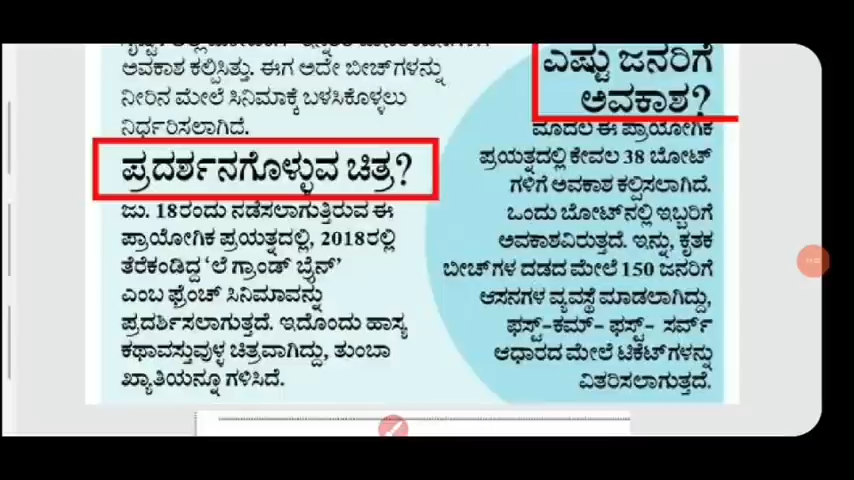 ಅವಕಾಶ ಕಲ್ಪಿಸಿತ್ತು. ಈಗ ಅದೇ ಬೀಚ್‌ಗಳನ್ನು
ನೀರಿನ ಮೇಲೆ ಸಿನಿಮಾಕ್ಕೆ ಬಳಸಿಕೊಳ್ಳಲು
ನಿರ್ಧರಿಸಲಾಗಿದೆ.
ಪ್ರದರ್ಶನಗೊಳ್ಳುವ ಚಿತ್ರ?
ಜು. 18ರಂದು ನಡೆಸಲಾಗುತ್ತಿರುವ ಈ
ಪ್ರಾಯೋಗಿಕ ಪ್ರಯತ್ನದಲ್ಲಿ, 2018ರಲ್ಲಿ
ತೆರೆಕಂಡಿದ್ದ ‘ಲೆ ಗ್ರಾಂಡ್ ಬ್ರೈನ್’
ಎಂಬ ಫ್ರೆಂಚ್ ಸಿನಿಮಾವನ್ನು
ಪ್ರದರ್ಶಿಸಲಾಗುತ್ತದೆ. ಇದೊಂದು ಹಾಸ್ಯ
ಕಥಾವಸ್ತುವುಳ್ಳ ಚಿತ್ರವಾಗಿದ್ದು, ತುಂಬಾ
ಖ್ಯಾತಿಯನ್ನೂ ಗಳಿಸಿದೆ.
ಎಷ್ಟು ಜನರಿಗೆ
ಅವಕಾಶ?
ಮೊದಲ ಈ ಪ್ರಾಯೋಗಿಕ
ಪ್ರಯತ್ನದಲ್ಲಿ ಕೇವಲ 38 ಬೋಟ್
ಗಳಿಗೆ ಅವಕಾಶ ಕಲ್ಪಿಸಲಾಗಿದೆ.
ಒಂದು ಬೋಟ್‌ನಲ್ಲಿ ಇಬ್ಬರಿಗೆ
ಅವಕಾಶವಿರುತ್ತದೆ. ಇನ್ನು, ಕೃತಕ
ಬೀಚ್‌ಗಳ ದಡದ ಮೇಲೆ 150 ಜನರಿಗೆ
ಆಸನಗಳ ವ್ಯವಸ್ಥೆ ಮಾಡಲಾಗಿದ್ದು,
ಫಸ್ಟ್-ಕಮ್- ಫಸ್ಟ್- ಸರ್ವ್
ಆಧಾರದ ಮೇಲೆ ಟಿಕೆಟ್‌ಗಳನ್ನು
ವಿತರಿಸಲಾಗುತ್ತದೆ.